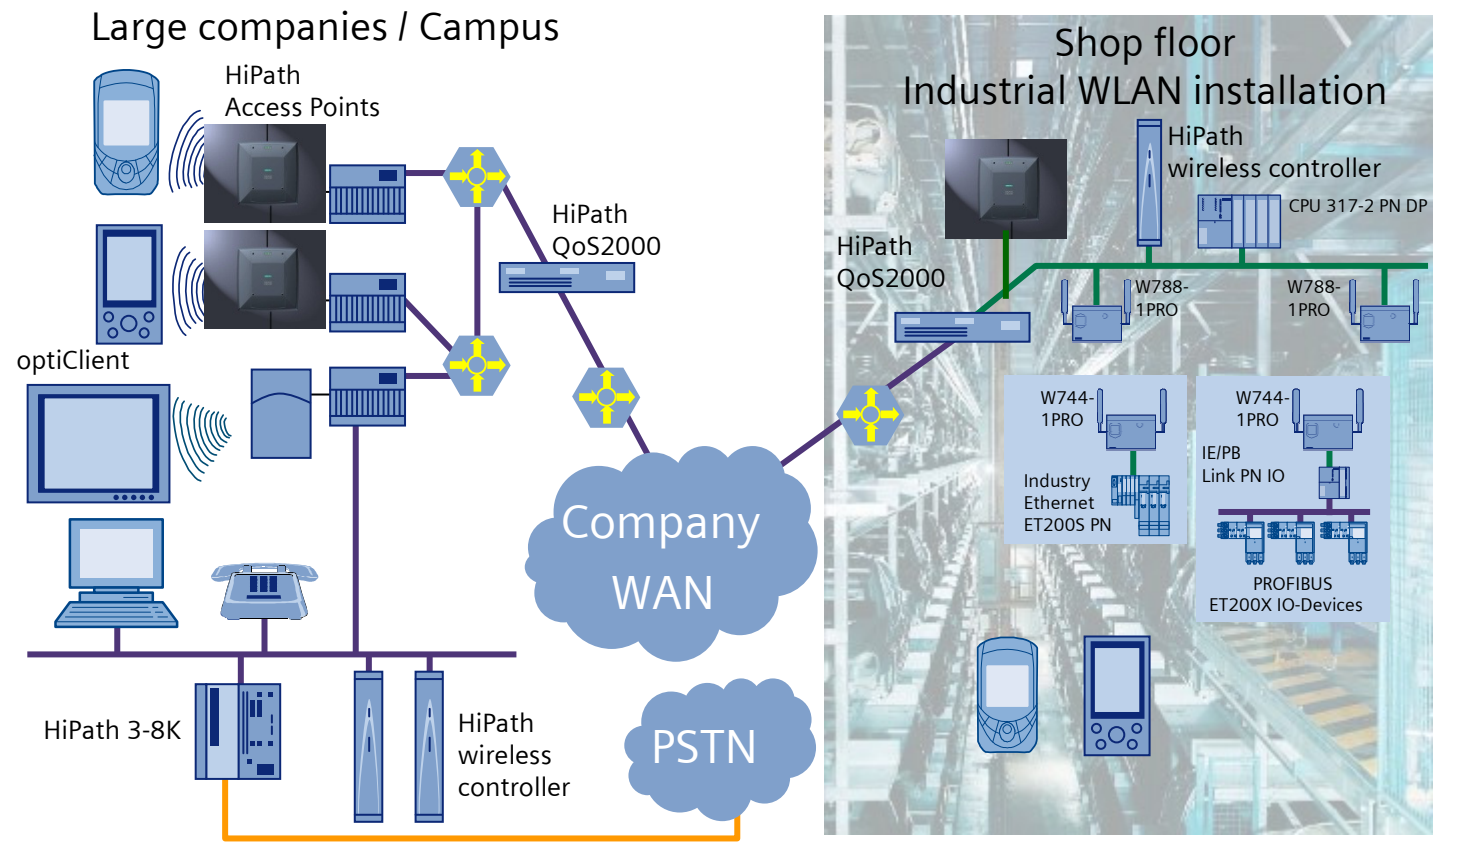 Large companies / Campus
HiPath
Access Points
HiPath
QoS2000
optiClient
Company
WAN
HiPath 3-8K
HiPath
wireless
controller
PSTN
Shop floor
Industrial WLAN installation
HiPath
wireless controller
CPU 317-2 PN DP
HiPath
QoS2000
W788-
1PRO
W788-
1PRO
W744-
1PRO
Industry
Ethernet
ET200S PN
W744-
1PRO
IE/PB
Link PN IO
PROFIBUS
ET200X IO-Devices